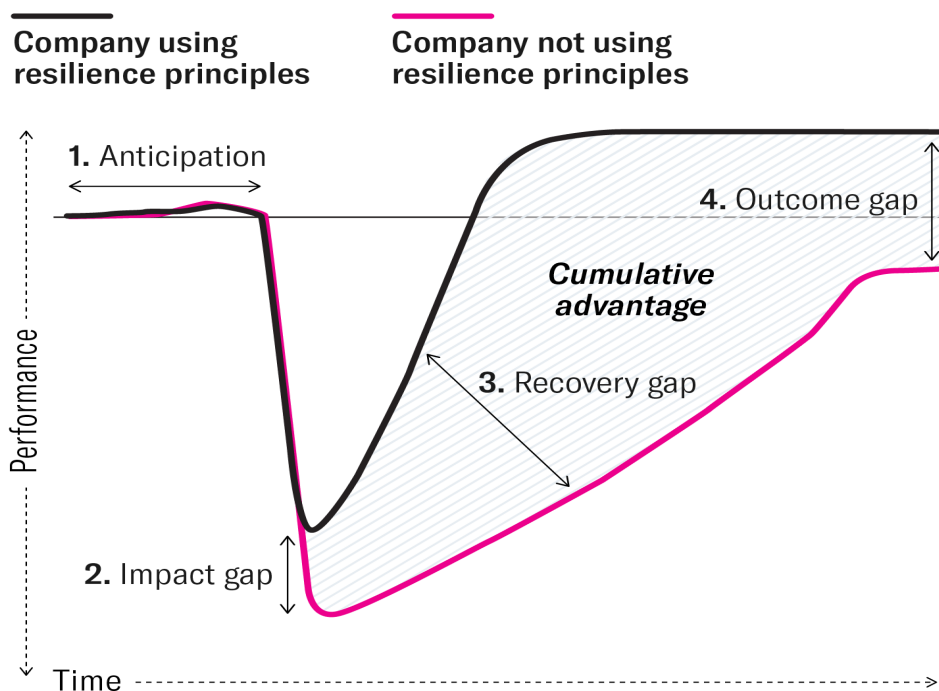 Company using
resilience principles
Company not using
resilience principles
1. Anticipation
4. Outcome gap
Cumulative
advantage
3. Recovery gap
2. Impact gap
Performance
Time